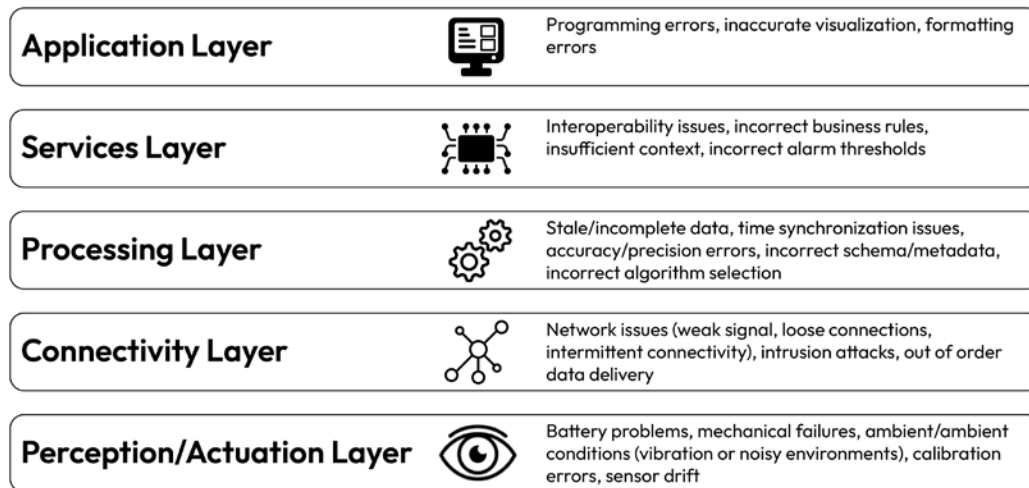 Application Layer
Programming errors, inaccurate visualization, formatting
errors
Services Layer
Interoperability issues, incorrect business rules,
insufficient context, incorrect alarm thresholds
Processing Layer
Stale/incomplete data, time synchronization issues,
accuracy/precision errors, incorrect schema/metadata,
incorrect algorithm selection
Connectivity Layer
Network issues (weak signal, loose connections,
intermittent connectivity), intrusion attacks, out of order
data delivery
Perception/Actuation Layer
Battery problems, mechanical failures, ambient/ambient
conditions (vibration or noisy environments), calibration
errors, sensor drift